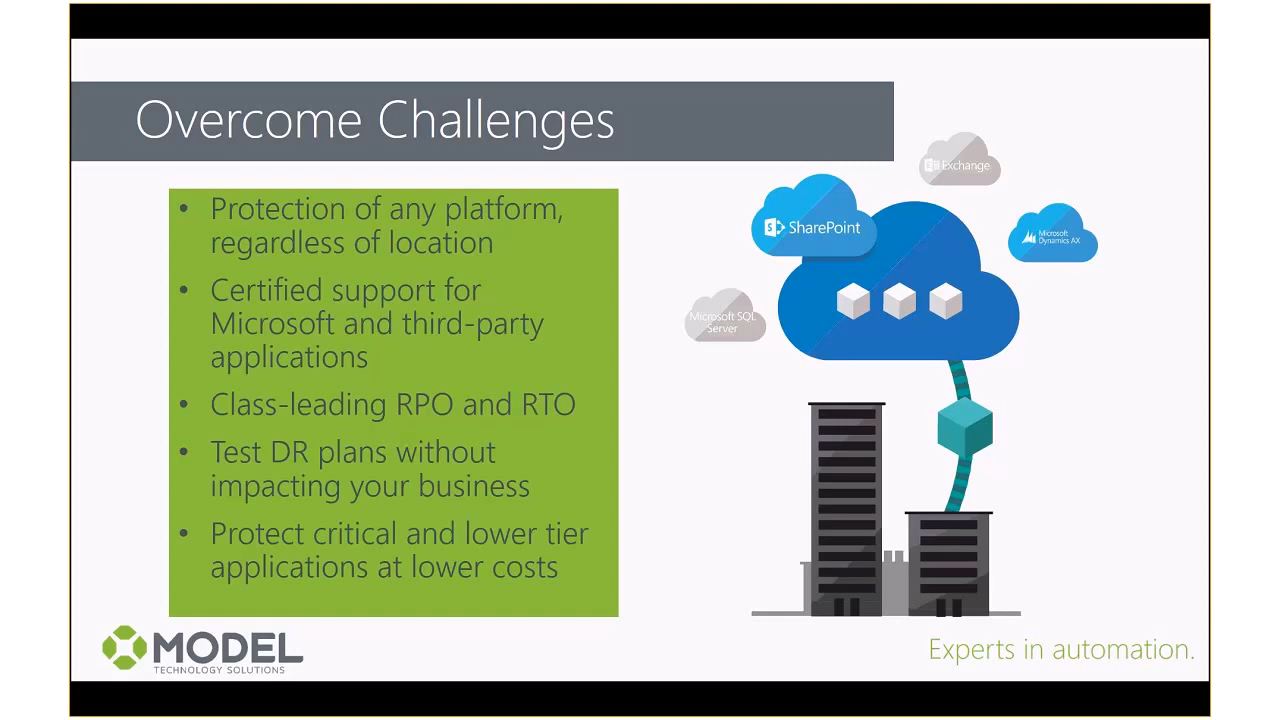 Overcome Challenges
• Protection of any platform,
regardless of location
• Certified support for
Microsoft and third-party
applications
• Class-leading RPO and RTO
• Test DR plans without
impacting your business
• Protect critical and lower tier
applications at lower costs
Exchange
SharePoint
Microsoft
Dynamics AX
Microsoft SQL
Server
MODEL
TECHNOLOGY SOLUTIONS
Experts in automation.